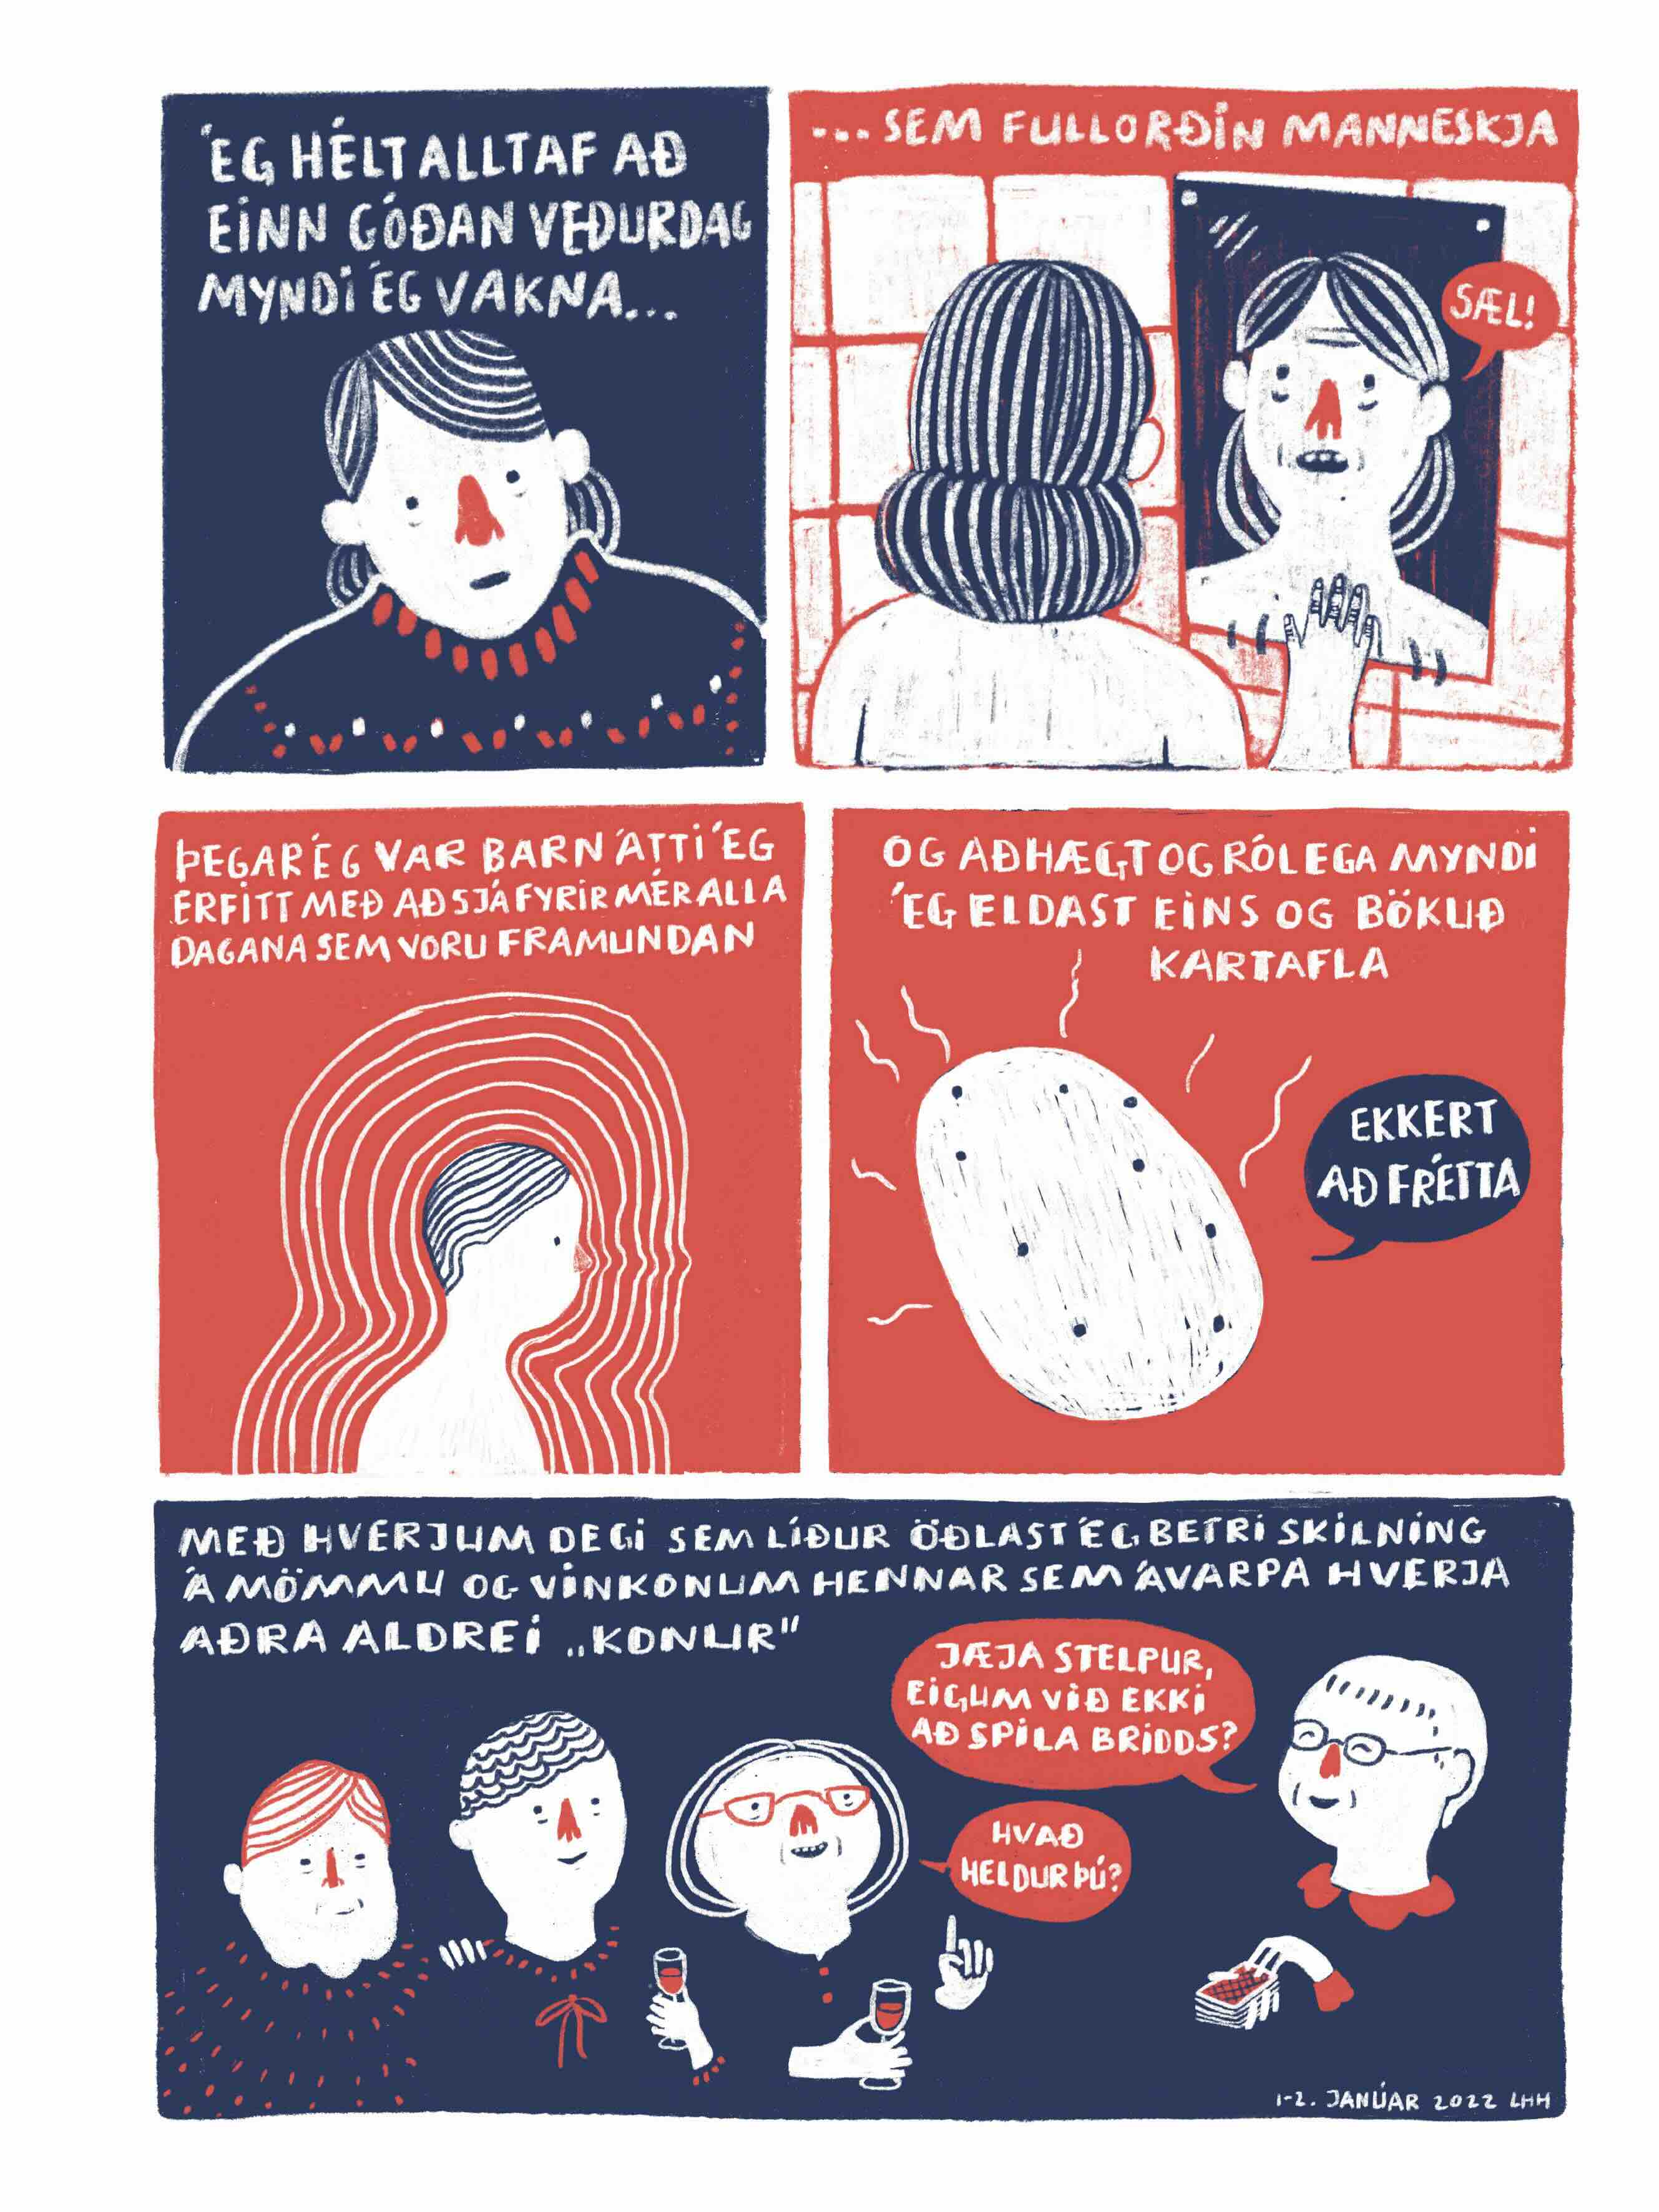 ÉG HÉLT ALLTAF AÐ
EINN GÓÐAN VEÐURDAG
MYNDI ÉG VAKNA...
... SEM FULLORÐIN MANNESKJA
SÆL!
ÞEGAR ÉG VAR BARN ÁTTI ÉG
ERFITT MEÐ AÐ SJÁ FYRIR MÉR ALLA
DAGANA SEM VORU FRAMUNDAN
OG AÐ HÆGT OG RÓLEGA MYNDI
ÉG ELDAST EINS OG BÖKUÐ
KARTAFLA
EKKERT
AÐ FRÉTTA
MEÐ HVERJUM DEGI SEM LÍÐUR ÖÐLAST ÉG BETRI SKILNING
Á MÖMMU OG VINKONUM HENNAR SEM ÁVARPA HVERJA
AÐRA ALDREI „KONUR"
JÆJA STELPUR,
EIGUM VIÐ EKKI
AÐ SPILA BRIDDS?
HVAÐ
HELDUR ÞÚ?
1-2. JANÚAR 2022 LHH